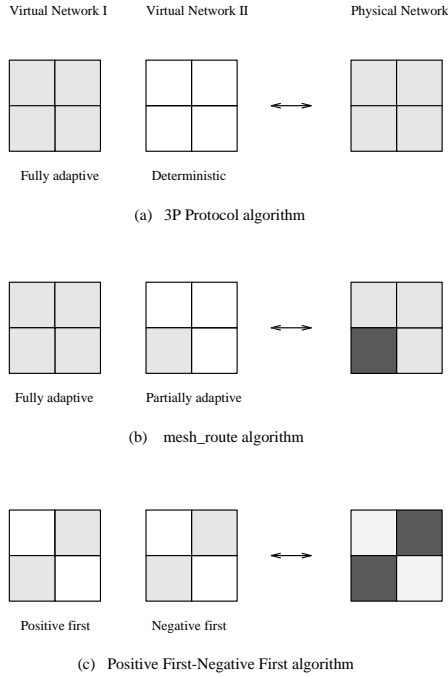 Virtual Network I Virtual Network II Physical Network
Fully adaptive Deterministic
(a) 3P Protocol algorithm
Fully adaptive Partially adaptive
(b) mesh_route algorithm
Positive first Negative first
(c) Positive First-Negative First algorithm